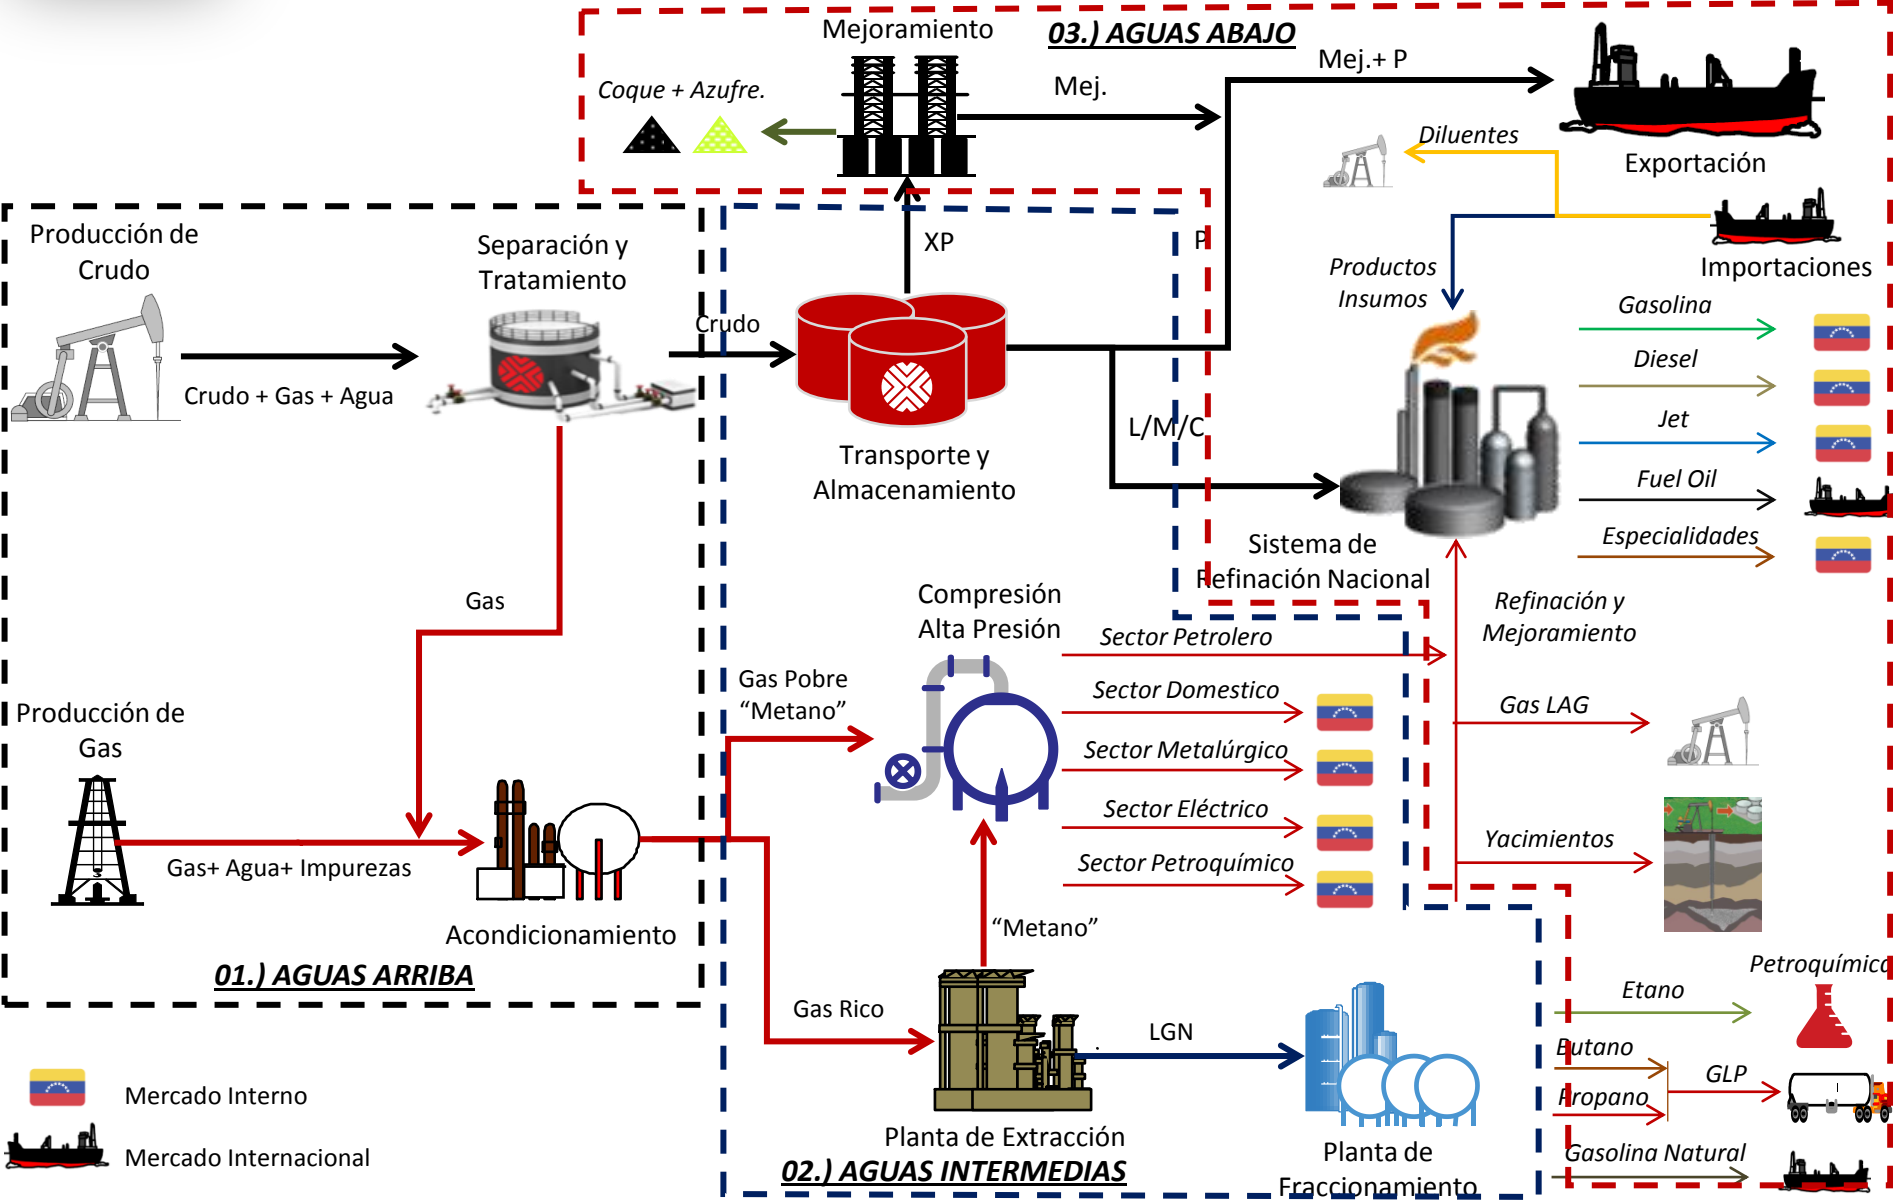 Mejoramiento
03.) AGUAS ABAJO
Mej.+ P
Coque + Azufre.
Mej.
Diluentes
Exportación
Producción de
Crudo
Separación y
Tratamiento
XP
P
Productos
Insumos
Importaciones
Crudo
Gasolina
Diesel
Crudo + Gas + Agua
Jet
L/M/C
Transporte y
Almacenamiento
Fuel Oil
Especialidades
Sistema de
Refinación Nacional
Gas
Compresión
Alta Presión
Refinación y
Mejoramiento
Sector Petrolero
Gas Pobre
“Metano”
Sector Domestico
Gas LAG
Producción de
Gas
Sector Metalúrgico
Sector Eléctrico
Yacimientos
Gas+ Agua+ Impurezas
Sector Petroquímico
Acondicionamiento
“Metano”
01.) AGUAS ARRIBA
Petroquímica
Etano
Gas Rico
LGN
Butano
GLP
Propano
Mercado Interno
Planta de Extracción
Mercado Internacional
02.) AGUAS INTERMEDIAS
Planta de
Fraccionamiento
Gasolina Natural